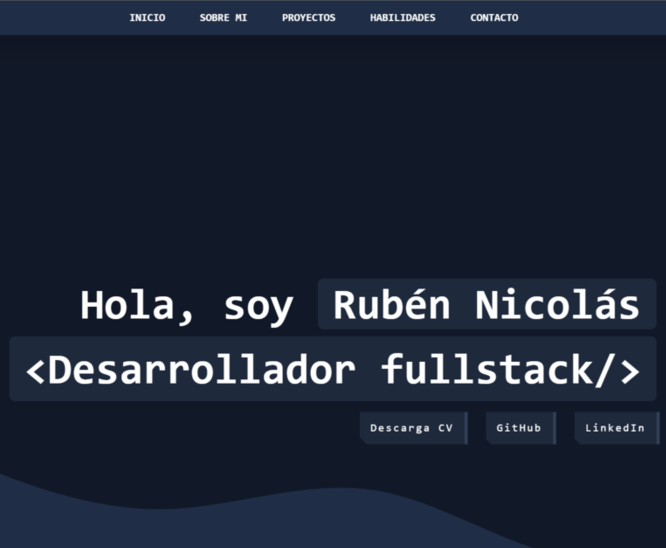 INICIO SOBRE MI PROYECTOS HABILIDADES CONTACTO
Hola, soy Rubén Nicolás
<Desarrollador fullstack/>
Descarga CV GitHub LinkedIn